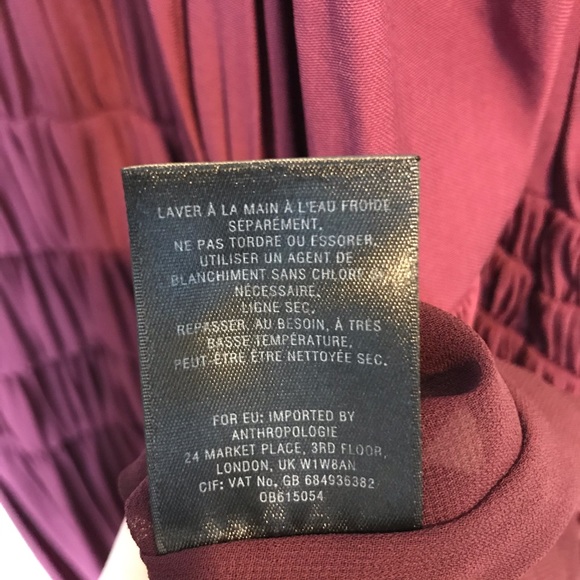 LAVER À LA MAIN À L'EAU FROIDE
SÉPARÉMENT.
NE PAS TORDRE OU ESSORER.
UTILISER UN AGENT DE
BLANCHIMENT SANS CHLORE SI
NÉCESSAIRE.
LIGNE SEC.
REPASSER, AU BESOIN, À TRÈS
BASSE TEMPÉRATURE.
PEUT-ÊTRE ÊTRE NETTOYÉE SEC.
FOR EU: IMPORTED BY
ANTHROPOLOGIE
24 MARKET PLACE, 3RD FLOOR,
LONDON, UK W1W8AN
CIF: VAT No. GB 684936382
OB615054